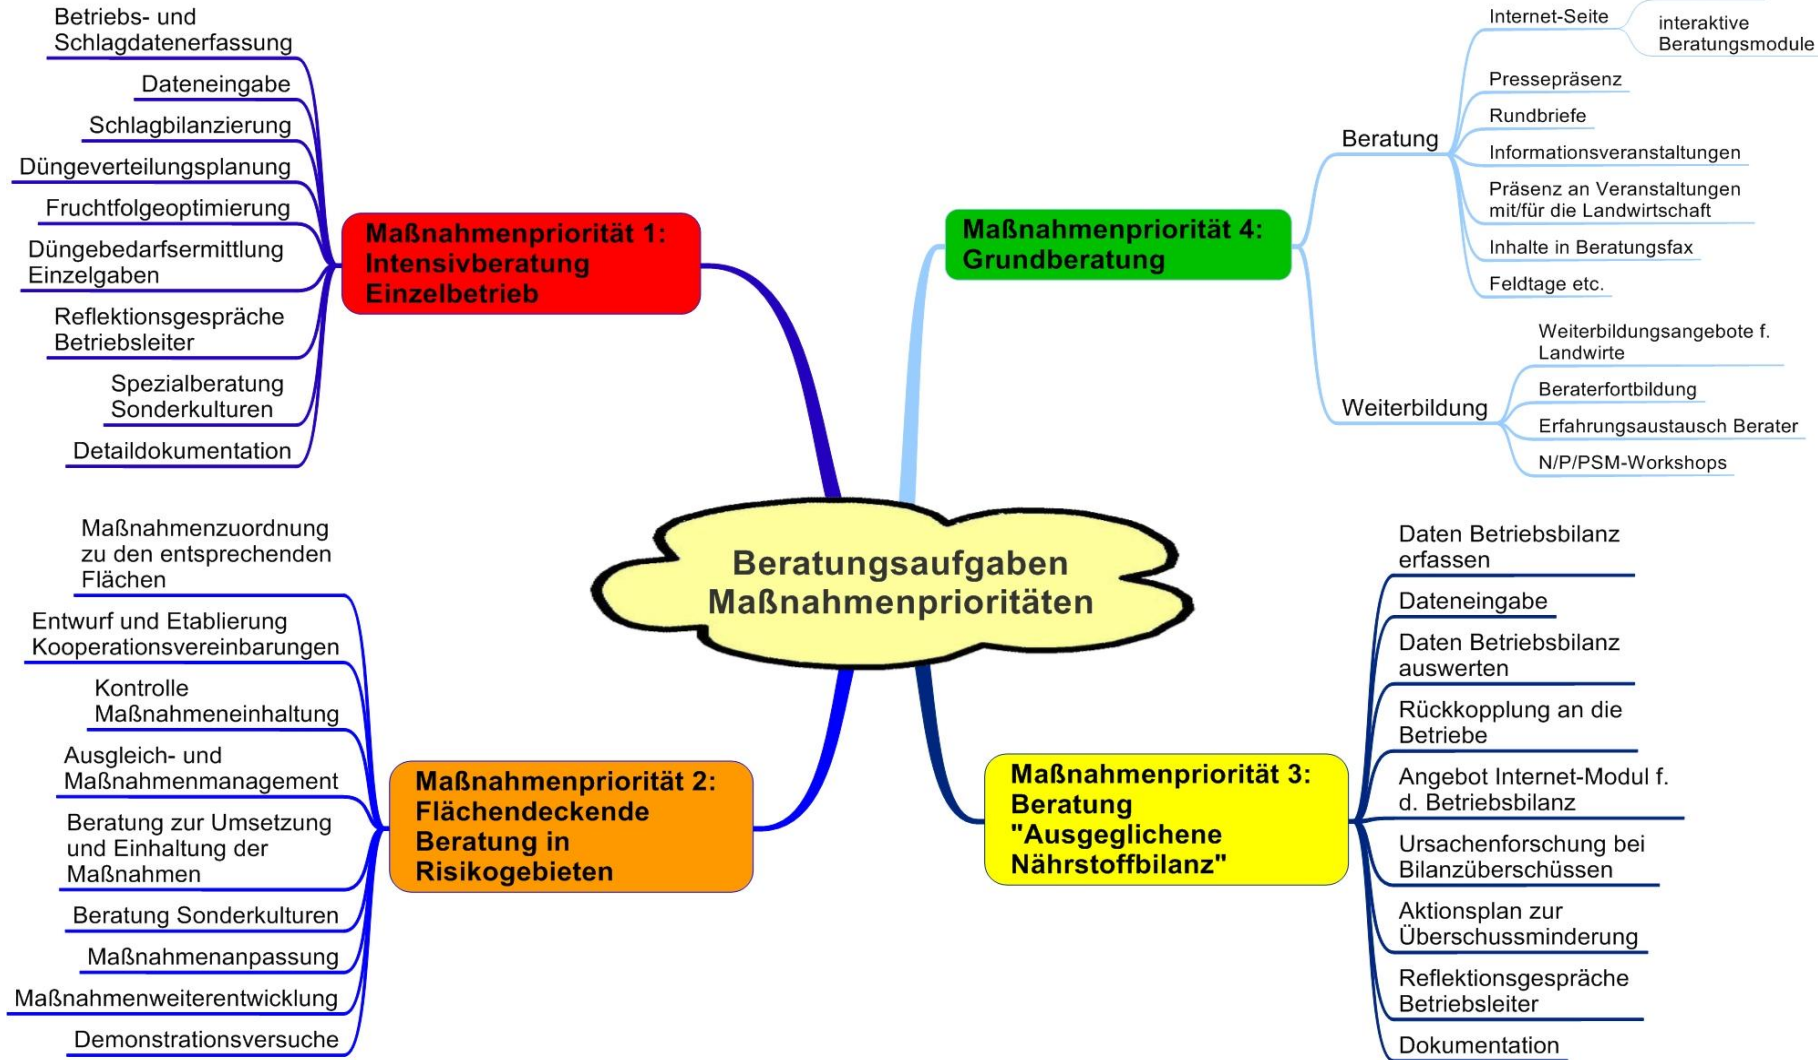 Betriebs- und
Schlagdatenerfassung
Dateneingabe
Schlagbilanzierung
Düngeverteilungsplanung
Fruchtfolgeoptimierung
Düngebedarfsermittlung
Einzelgaben
Reflektionsgespräche
Betriebsleiter
Spezialberatung
Sonderkulturen
Detaildokumentation
Maßnahmenpriorität 1:
Intensivberatung
Einzelbetrieb
Maßnahmenpriorität 4:
Grundberatung
Beratung
Internet-Seite
interaktive
Beratungsmodule
Pressepräsenz
Rundbriefe
Informationsveranstaltungen
Präsenz an Veranstaltungen
mit/für die Landwirtschaft
Inhalte in Beratungsfax
Feldtage etc.
Weiterbildung
Weiterbildungsangebote f.
Landwirte
Beraterfortbildung
Erfahrungsaustausch Berater
N/P/PSM-Workshops
Beratungsaufgaben
Maßnahmenprioritäten
Maßnahmenzuordnung
zu den entsprechenden
Flächen
Entwurf und Etablierung
Kooperationsvereinbarungen
Kontrolle
Maßnahmeneinhaltung
Ausgleich- und
Maßnahmenmanagement
Beratung zur Umsetzung
und Einhaltung der
Maßnahmen
Beratung Sonderkulturen
Maßnahmenanpassung
Maßnahmenweiterentwicklung
Demonstrationsversuche
Maßnahmenpriorität 2:
Flächendeckende
Beratung in
Risikogebieten
Maßnahmenpriorität 3:
Beratung
"Ausgeglichene
Nährstoffbilanz"
Daten Betriebsbilanz
erfassen
Dateneingabe
Daten Betriebsbilanz
auswerten
Rückkopplung an die
Betriebe
Angebot Internet-Modul f.
d. Betriebsbilanz
Ursachenforschung bei
Bilanzüberschüssen
Aktionsplan zur
Überschussminderung
Reflektionsgespräche
Betriebsleiter
Dokumentation